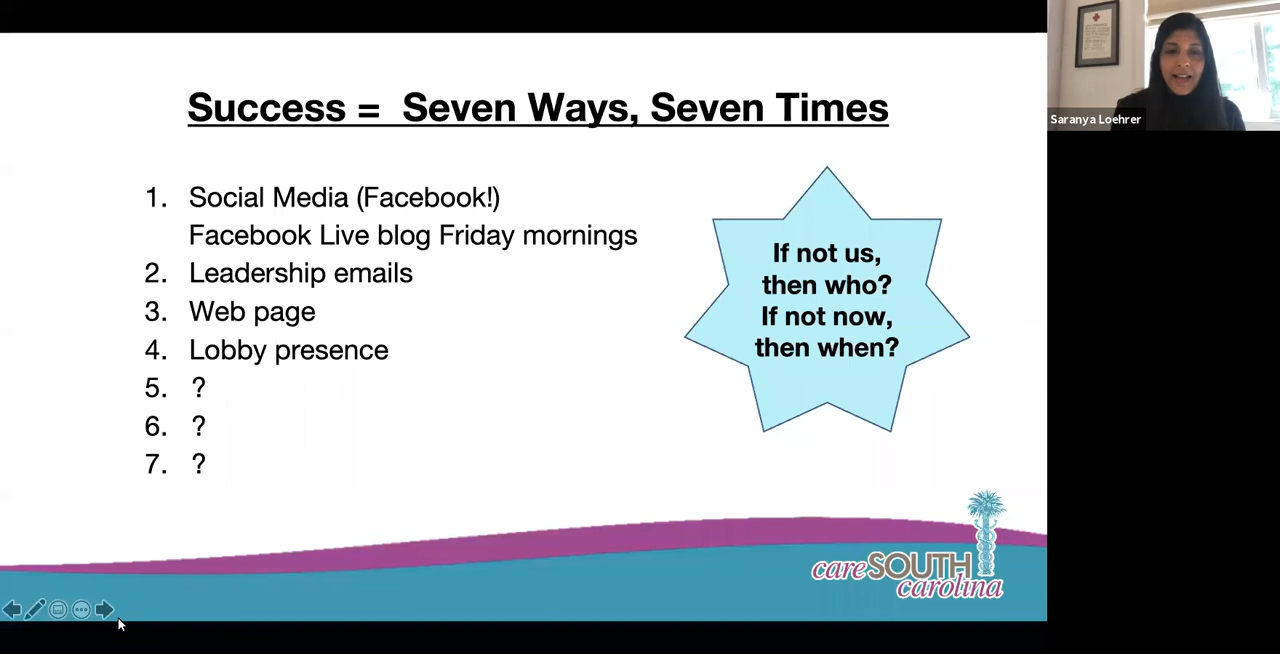 Success = Seven Ways, Seven Times
1. Social Media (Facebook!)
Facebook Live blog Friday mornings
2. Leadership emails
3. Web page
4. Lobby presence
5. ?
6. ?
7. ?
If not us,
then who?
If not now,
then when?
careSOUTH
carolina
Saranya Loehrer